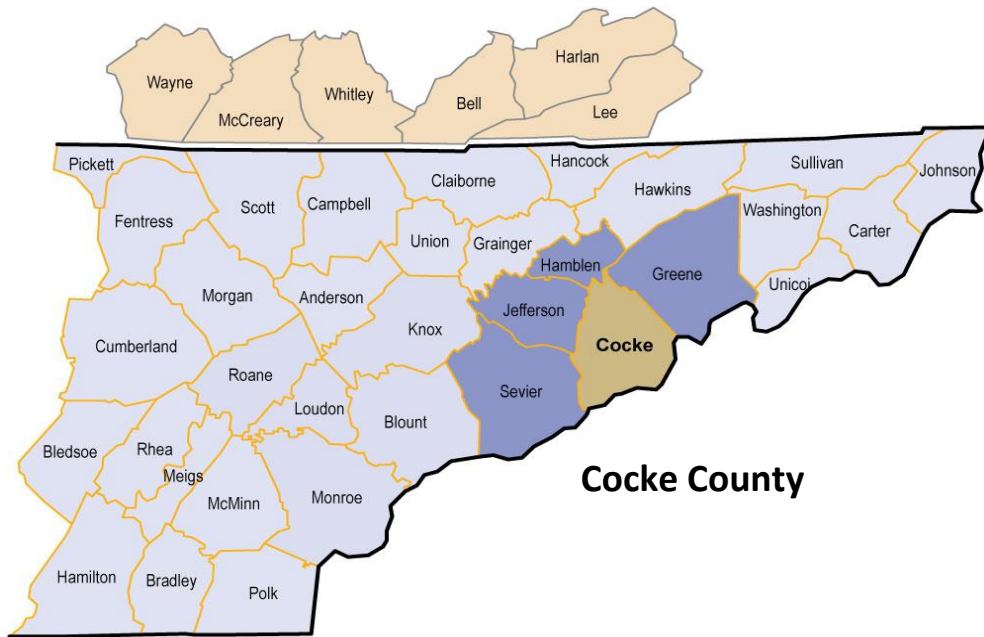 Harlan
Wayne
Whitley
Bell
Lee
McCreary
Pickett
Hancock
Sullivan
Johnson
Claiborne
Hawkins
Fentress
Scott
Campbell
Washington
Carter
Union
Grainger
Hamblen
Greene
Unicoi
Morgan
Anderson
Jefferson
Knox
Cumberland
Cocke
Roane
Sevier
Loudon
Blount
Bledsoe
Rhea
Meigs
McMinn
Monroe
Cocke County
Hamilton
Bradley
Polk